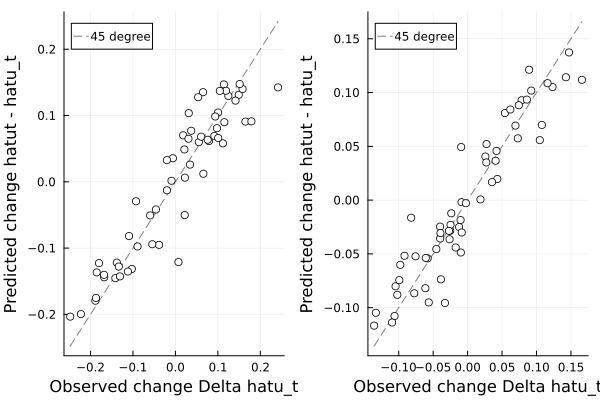 45 degree
0.2
0.1
0.0
−0.1
−0.2
−0.2 −0.1 0.0 0.1 0.2
Observed change Delta hatu_t
Predicted change hatut - hatu_t
45 degree
0.15
0.10
0.05
0.00
−0.05
−0.10
−0.10 −0.05 0.00 0.05 0.10 0.15
Observed change Delta hatu_t
Predicted change hatut - hatu_t